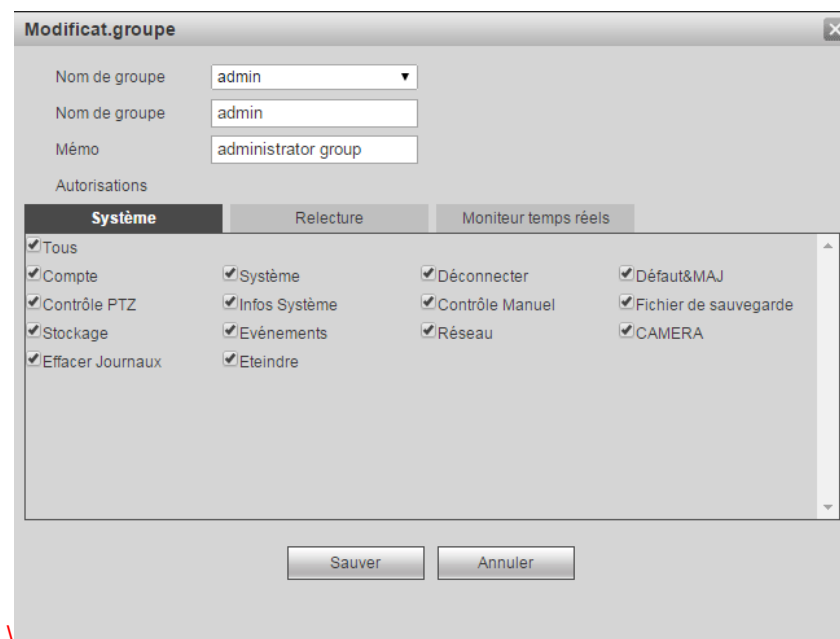 Modificat.groupe
Nom de groupe admin
Nom de groupe admin
Mémo administrator group
Autorisations
Système Relecture Moniteur temps réels
Tous
Compte Système Déconnecter Défaut&MAJ
Contrôle PTZ Infos Système Contrôle Manuel Fichier de sauvegarde
Stockage Evénements Réseau CAMERA
Effacer Journaux Eteindre
Sauver Annuler
\